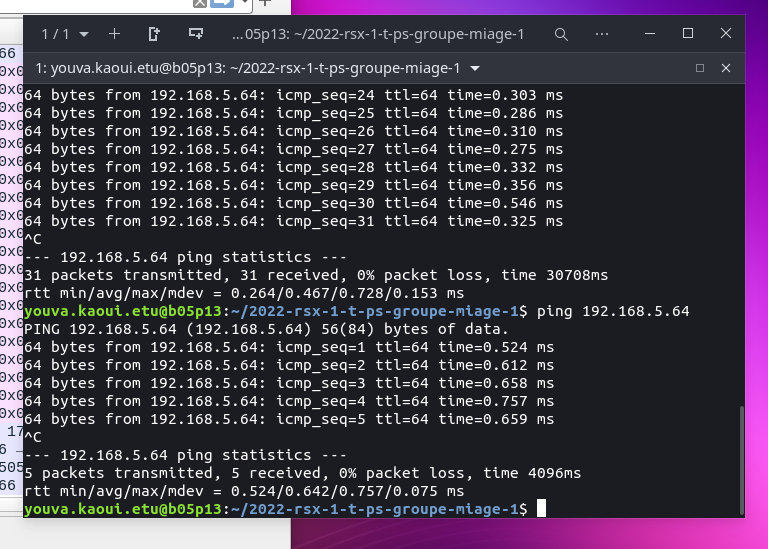 1 / 1
…05p13: ~/2022-rsx-1-t-ps-groupe-miage-1
1: youva.kaoui.etu@b05p13: ~/2022-rsx-1-t-ps-groupe-miage-1
64 bytes from 192.168.5.64: icmp_seq=24 ttl=64 time=0.303 ms
64 bytes from 192.168.5.64: icmp_seq=25 ttl=64 time=0.286 ms
64 bytes from 192.168.5.64: icmp_seq=26 ttl=64 time=0.310 ms
64 bytes from 192.168.5.64: icmp_seq=27 ttl=64 time=0.275 ms
64 bytes from 192.168.5.64: icmp_seq=28 ttl=64 time=0.332 ms
64 bytes from 192.168.5.64: icmp_seq=29 ttl=64 time=0.356 ms
64 bytes from 192.168.5.64: icmp_seq=30 ttl=64 time=0.546 ms
64 bytes from 192.168.5.64: icmp_seq=31 ttl=64 time=0.325 ms
^C
--- 192.168.5.64 ping statistics ---
31 packets transmitted, 31 received, 0% packet loss, time 30708ms
rtt min/avg/max/mdev = 0.264/0.467/0.728/0.153 ms
youva.kaoui.etu@b05p13:~/2022-rsx-1-t-ps-groupe-miage-1$ ping 192.168.5.64
PING 192.168.5.64 (192.168.5.64) 56(84) bytes of data.
64 bytes from 192.168.5.64: icmp_seq=1 ttl=64 time=0.524 ms
64 bytes from 192.168.5.64: icmp_seq=2 ttl=64 time=0.612 ms
64 bytes from 192.168.5.64: icmp_seq=3 ttl=64 time=0.658 ms
64 bytes from 192.168.5.64: icmp_seq=4 ttl=64 time=0.757 ms
64 bytes from 192.168.5.64: icmp_seq=5 ttl=64 time=0.659 ms
^C
--- 192.168.5.64 ping statistics ---
5 packets transmitted, 5 received, 0% packet loss, time 4096ms
rtt min/avg/max/mdev = 0.524/0.642/0.757/0.075 ms
youva.kaoui.etu@b05p13:~/2022-rsx-1-t-ps-groupe-miage-1$